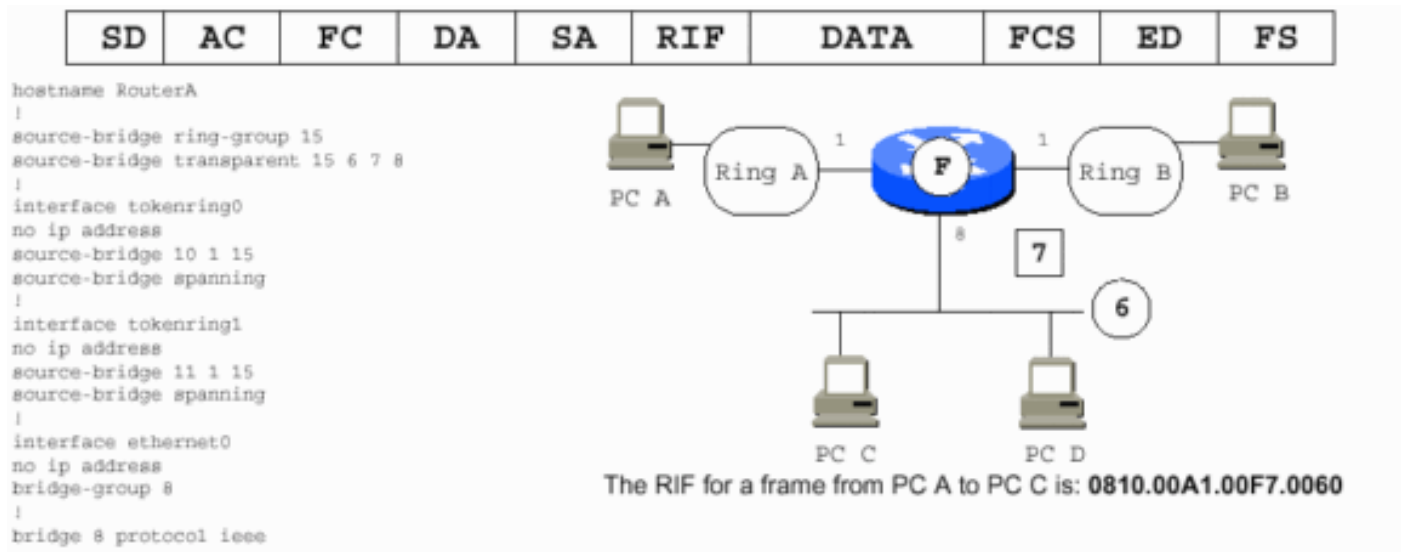 SD AC FC DA SA RIF DATA FCS ED FS
hostname RouterA
!
source-bridge ring-group 15
source-bridge transparent 15 6 7 8
!
interface tokenring0
no ip address
source-bridge 10 1 15
source-bridge spanning
!
interface tokenring1
no ip address
source-bridge 11 1 15
source-bridge spanning
!
interface ethernet0
no ip address
bridge-group 8
!
bridge 8 protocol ieee
1 1
Ring A F Ring B
PC A PC B
8
7
6
PC C PC D
The RIF for a frame from PC A to PC C is: 0810.00A1.00F7.0060